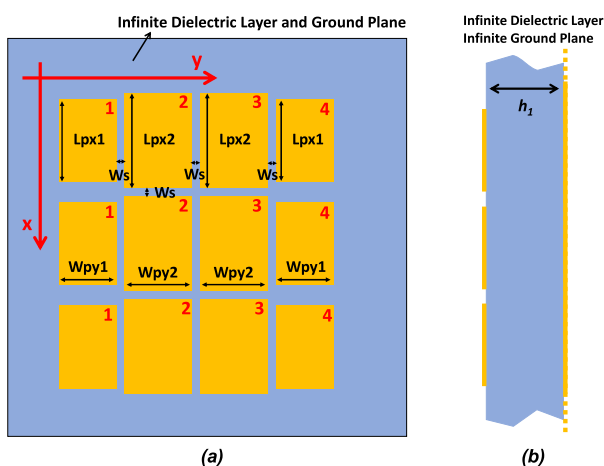 Infinite Dielectric Layer and Ground Plane
y
x
1 2 3 4
Lpx1 Lpx2 Lpx2 Lpx1
Ws Ws Ws
Ws
1 2 3 4
Wpy1 Wpy2 Wpy2 Wpy1
1 2 3 4
(a)
Infinite Dielectric Layer
Infinite Ground Plane
h1
(b)